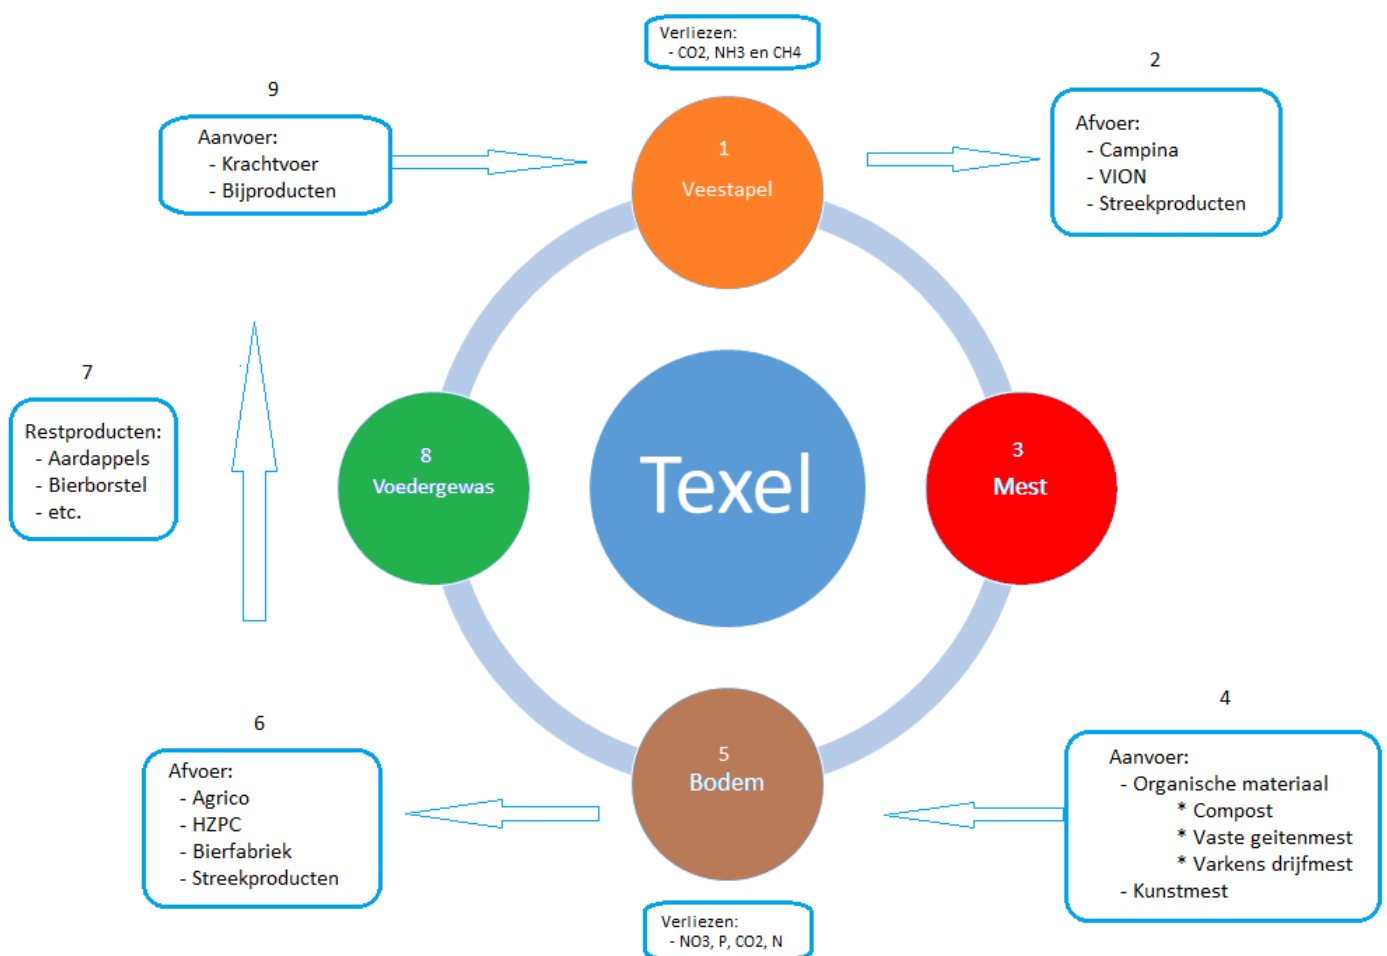 Verliezen:
- CO2, NH3 en CH4
2
Afvoer:
- Campina
- VION
- Streekproducten
9
Aanvoer:
- Krachtvoer
- Bijproducten
1
Veestapel
7
Restproducten:
- Aardappels
- Bierborstel
- etc.
8
Voedergewas
Texel
3
Mest
6
Afvoer:
- Agrico
- HZPC
- Bierfabriek
- Streekproducten
5
Bodem
4
Aanvoer:
- Organische materiaal
* Compost
* Vaste geitenmest
* Varkens drijfmest
- Kunstmest
Verliezen:
- NO3, P, CO2, N